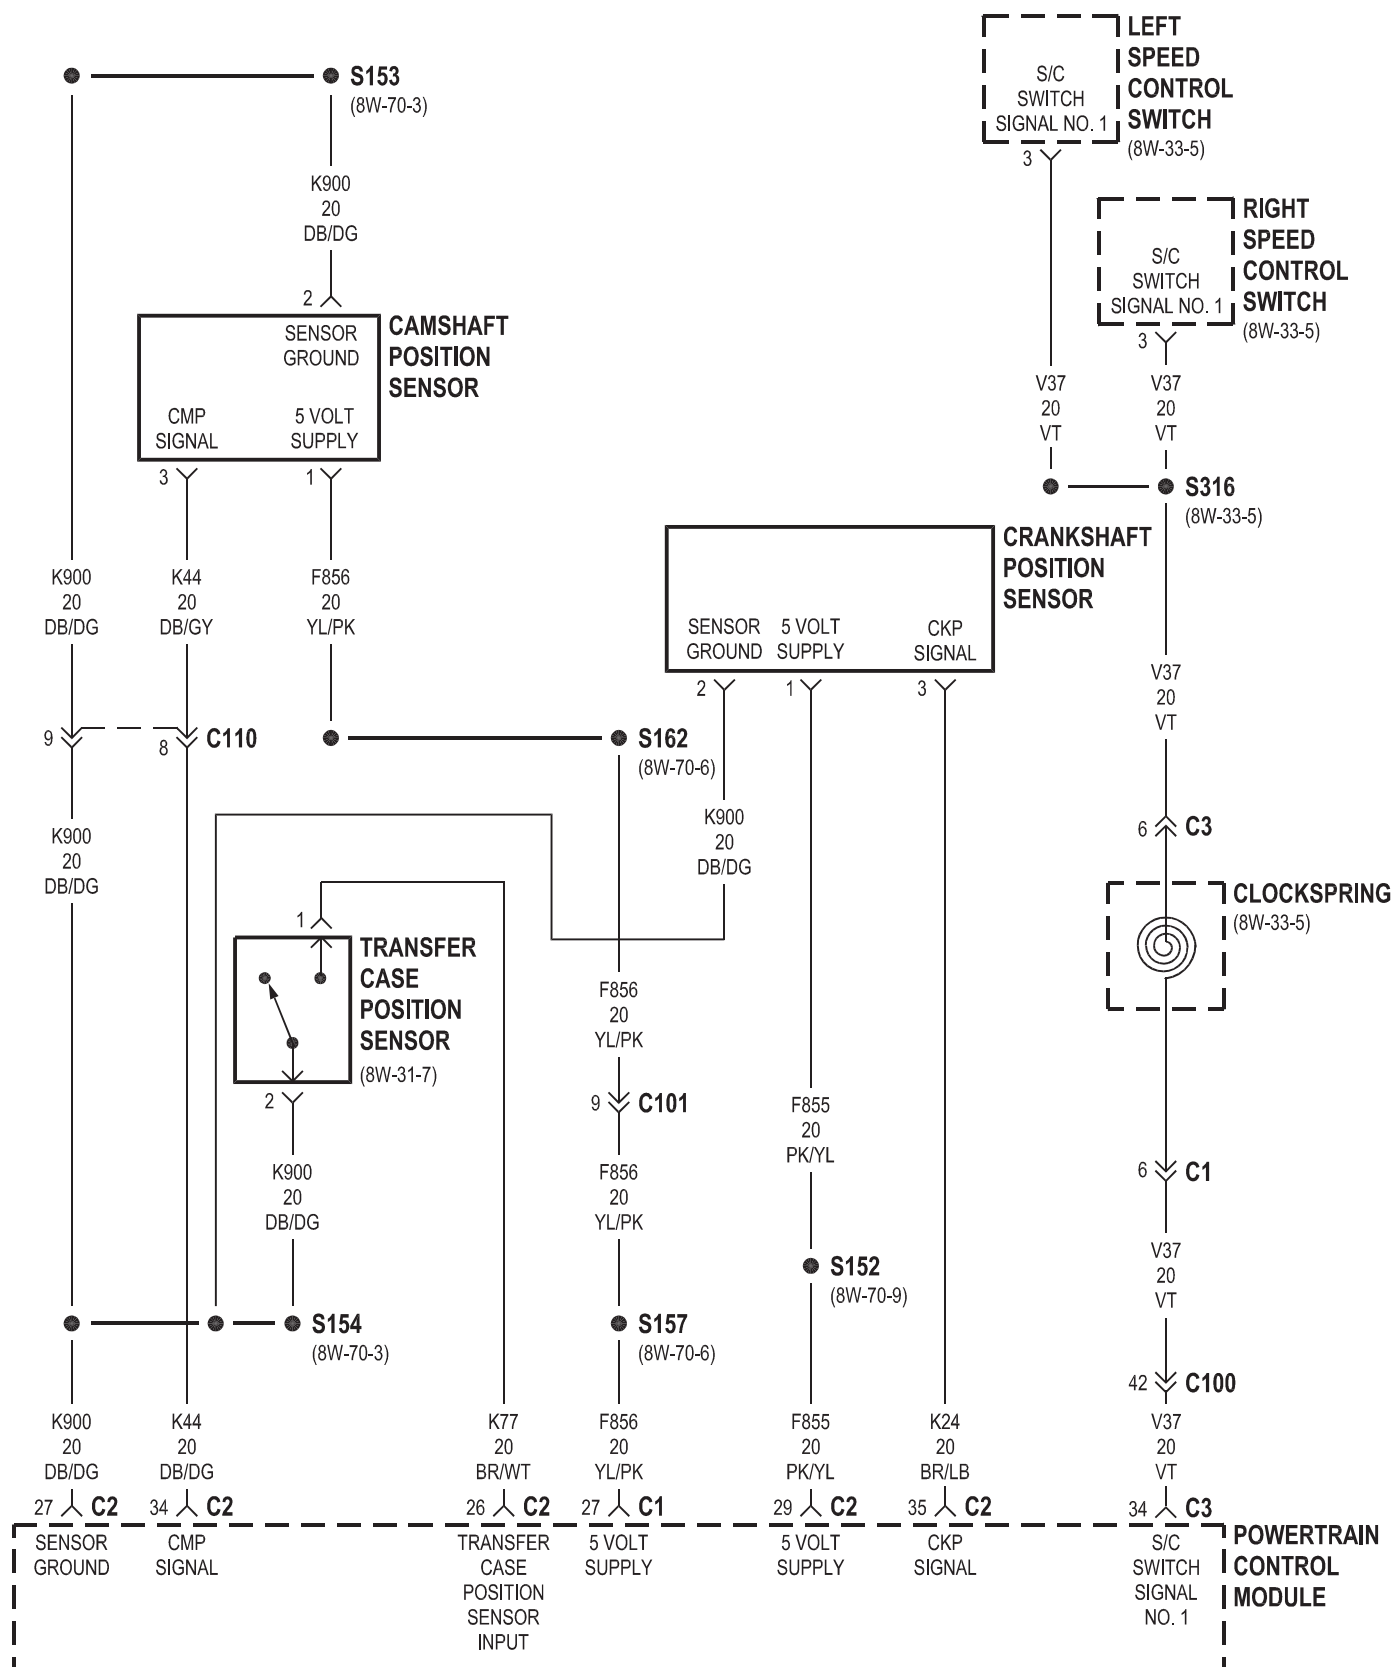 LEFT
SPEED
CONTROL
SWITCH
(8W-33-5)
S/C
SWITCH
SIGNAL NO. 1
3
S153
(8W-70-3)
K900
20
DB/DG
2
RIGHT
SPEED
CONTROL
SWITCH
(8W-33-5)
S/C
SWITCH
SIGNAL NO. 1
3
CAMSHAFT
POSITION
SENSOR
SENSOR
GROUND
CMP
SIGNAL
5 VOLT
SUPPLY
3
1
V37
20
VT
V37
20
VT
S316
(8W-33-5)
K900
20
DB/DG
K44
20
DB/GY
F856
20
YL/PK
CRANKSHAFT
POSITION
SENSOR
SENSOR
GROUND
5 VOLT
SUPPLY
CKP
SIGNAL
2
1
3
V37
20
VT
9
8
C110
S162
(8W-70-6)
K900
20
DB/DG
K900
20
DB/DG
6
C3
CLOCKSPRING
(8W-33-5)
1
TRANSFER
CASE
POSITION
SENSOR
(8W-31-7)
2
F856
20
YL/PK
9
C101
F855
20
PK/YL
K900
20
DB/DG
F856
20
YL/PK
6
C1
V37
20
VT
S152
(8W-70-9)
S154
(8W-70-3)
S157
(8W-70-6)
42
C100
K900
20
DB/DG
K44
20
DB/DG
K77
20
BR/WT
F856
20
YL/PK
F855
20
PK/YL
K24
20
BR/LB
V37
20
VT
27 C2
34 C2
26 C2
27 C1
29 C2
35 C2
34 C3
SENSOR
GROUND
CMP
SIGNAL
TRANSFER
CASE
POSITION
SENSOR
INPUT
5 VOLT
SUPPLY
5 VOLT
SUPPLY
CKP
SIGNAL
S/C
SWITCH
SIGNAL
NO. 1
POWERTRAIN
CONTROL
MODULE